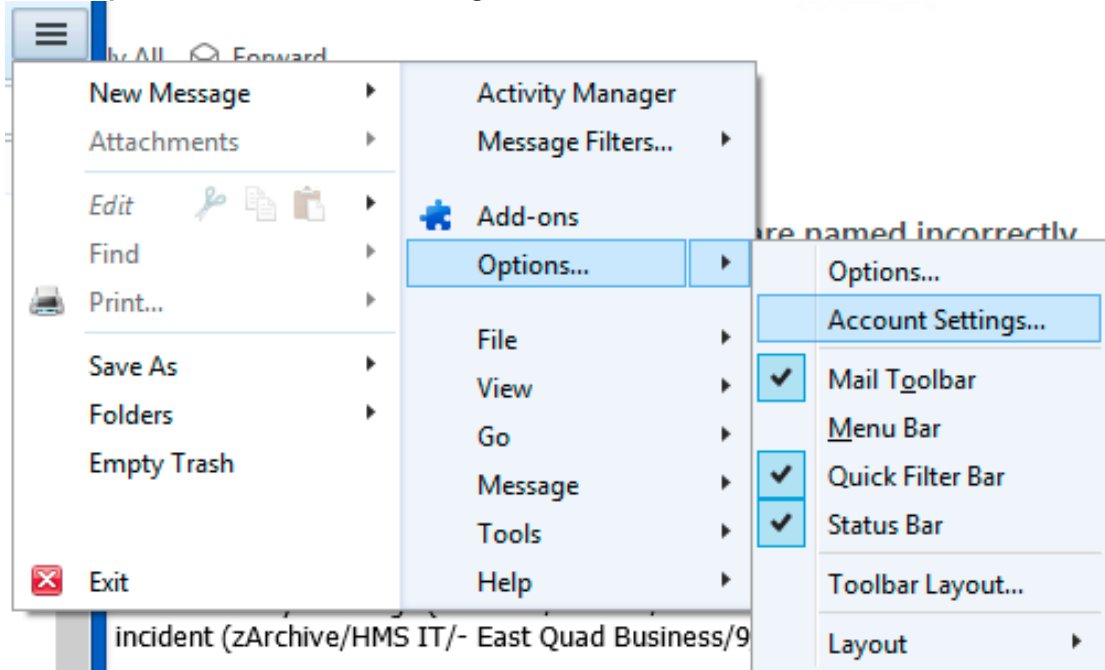 ly All Forward
New Message
Attachments
Edit
Find
Print...
Save As
Folders
Empty Trash
Exit
Activity Manager
Message Filters...
Add-ons
Options...
File
View
Go
Message
Tools
Help
are named incorrectly
Options...
Account Settings...
Mail Toolbar
Menu Bar
Quick Filter Bar
Status Bar
Toolbar Layout...
Layout
incident (zArchive/HMS IT/- East Quad Business/9